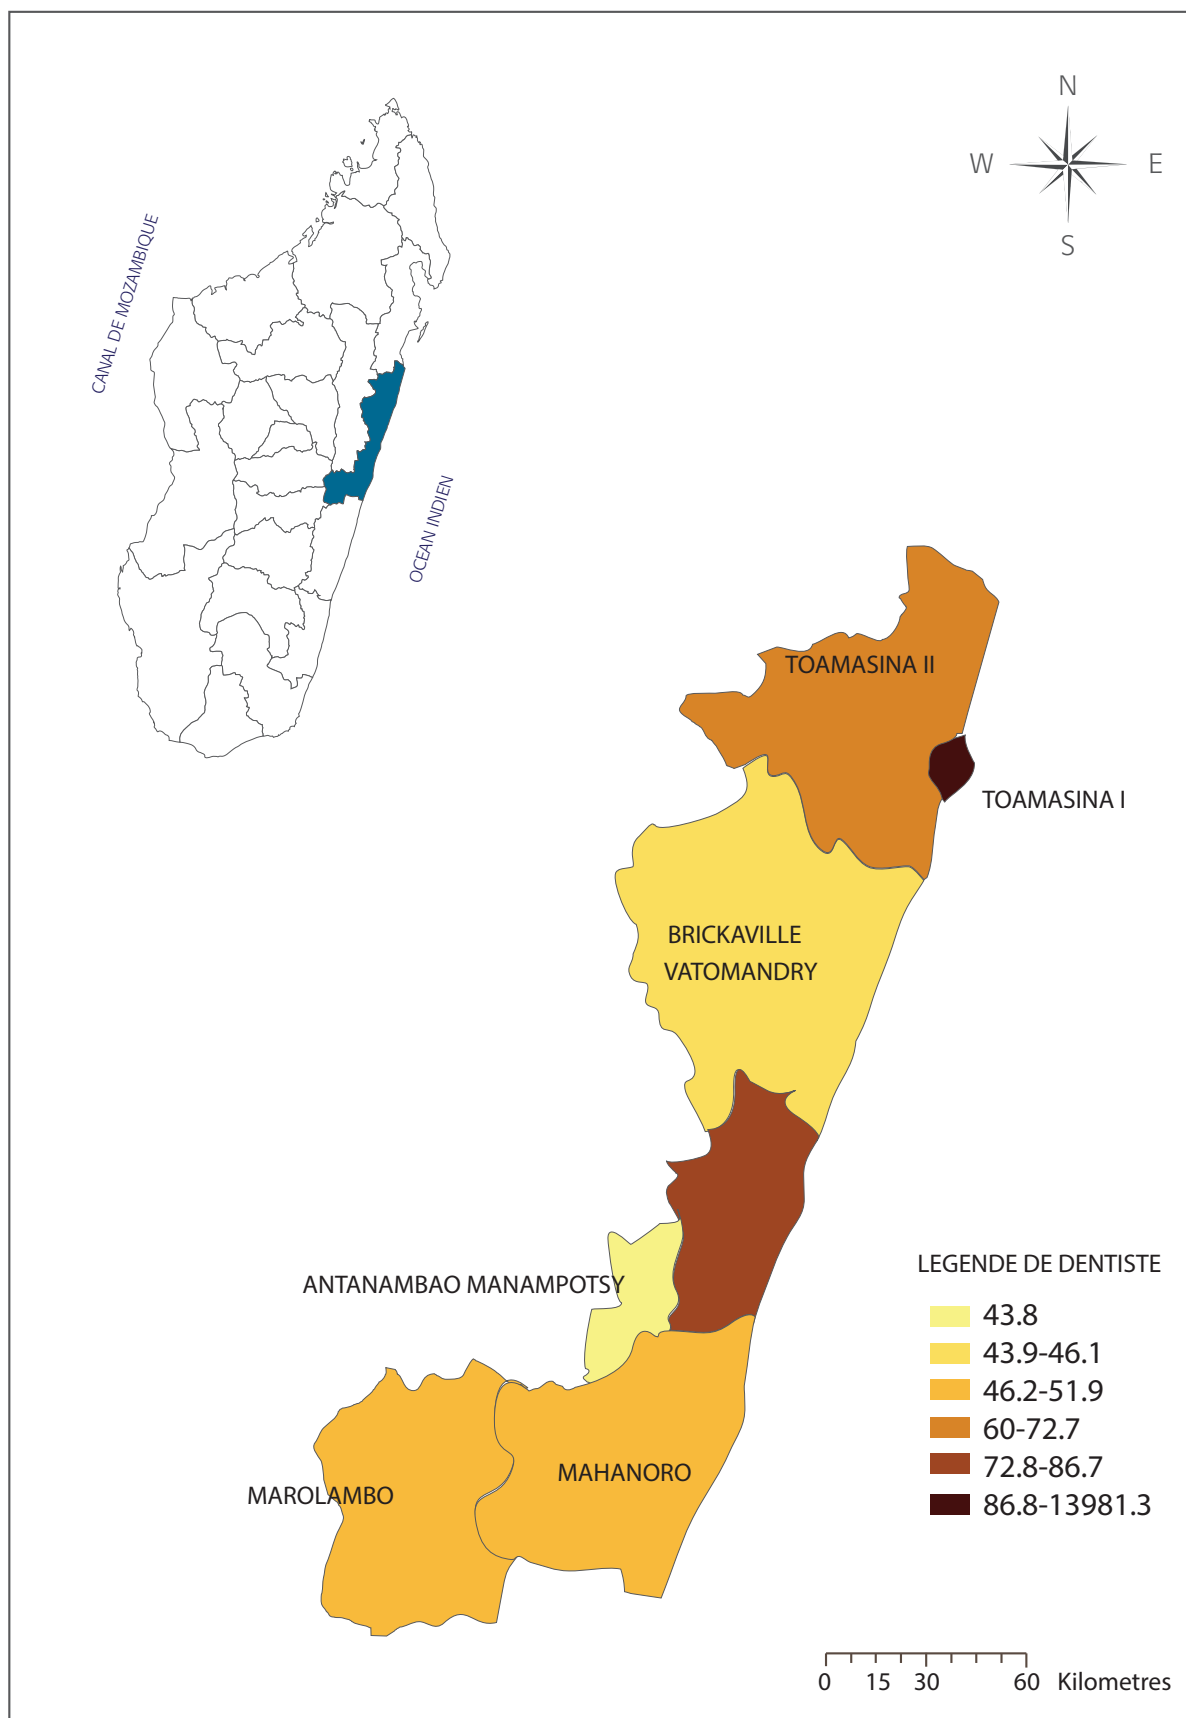 N
W
E
S
CANAL DE MOZAMBIQUE
OCEAN INDIEN
TOAMASINA II
TOAMASINA I
BRICKAVILLE
VATOMANDRY
ANTANAMBAO MANAMPOTSY
MAHANORO
MAROLAMBO
LEGENDE DE DENTISTE
43.8
43.9-46.1
46.2-51.9
60-72.7
72.8-86.7
86.8-13981.3
0 15 30 60 Kilometres